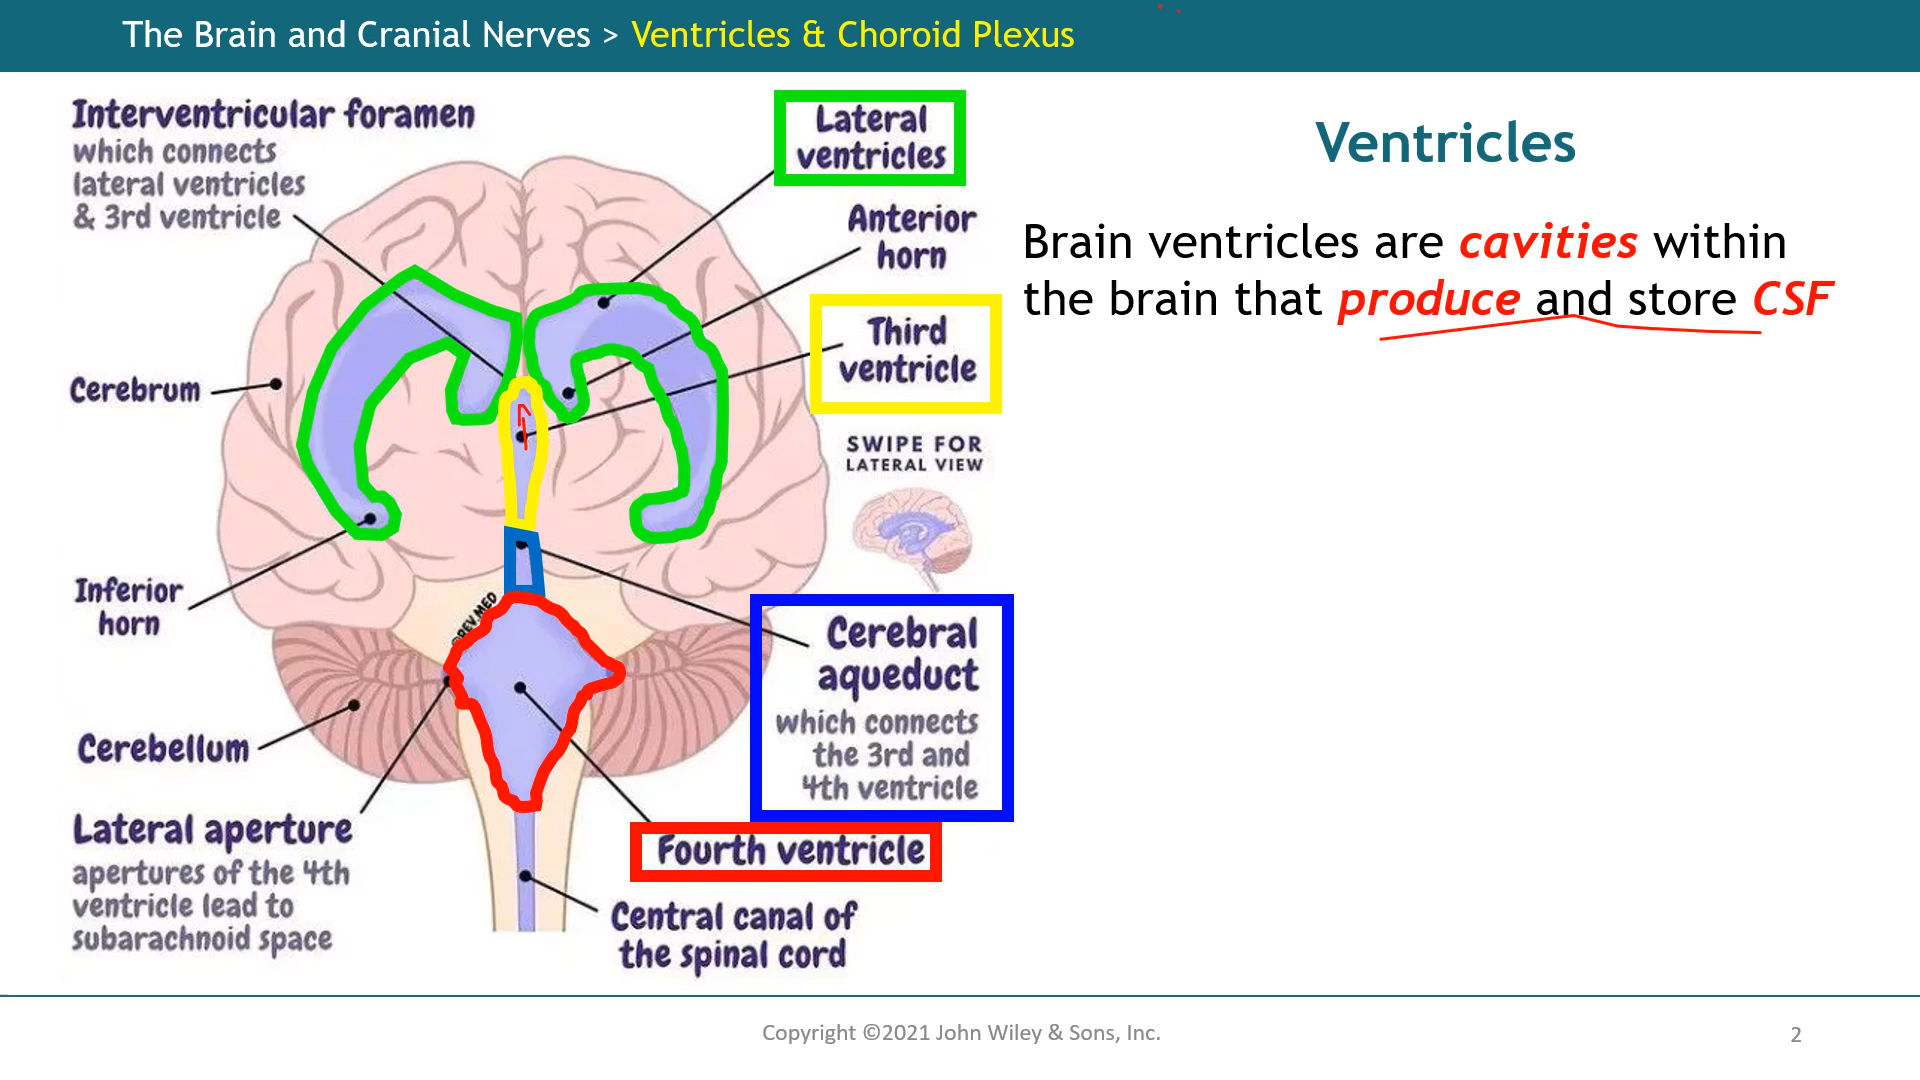 The Brain and Cranial Nerves > Ventricles & Choroid Plexus
Interventricular foramen
which connects
lateral ventricles
& 3rd ventricle
Lateral
ventricles
Anterior
horn
Third
ventricle
Cerebrum
SWIPE FOR
LATERAL VIEW
Inferior
horn
@REV.MED
Cerebral
aqueduct
which connects
the 3rd and
4th ventricle
Cerebellum
Lateral aperture
apertures of the 4th
ventricle lead to
subarachnoid space
Fourth ventricle
Central canal of
the spinal cord
Ventricles
Brain ventricles are cavities within
the brain that produce and store CSF
Copyright ©2021 John Wiley & Sons, Inc.
2